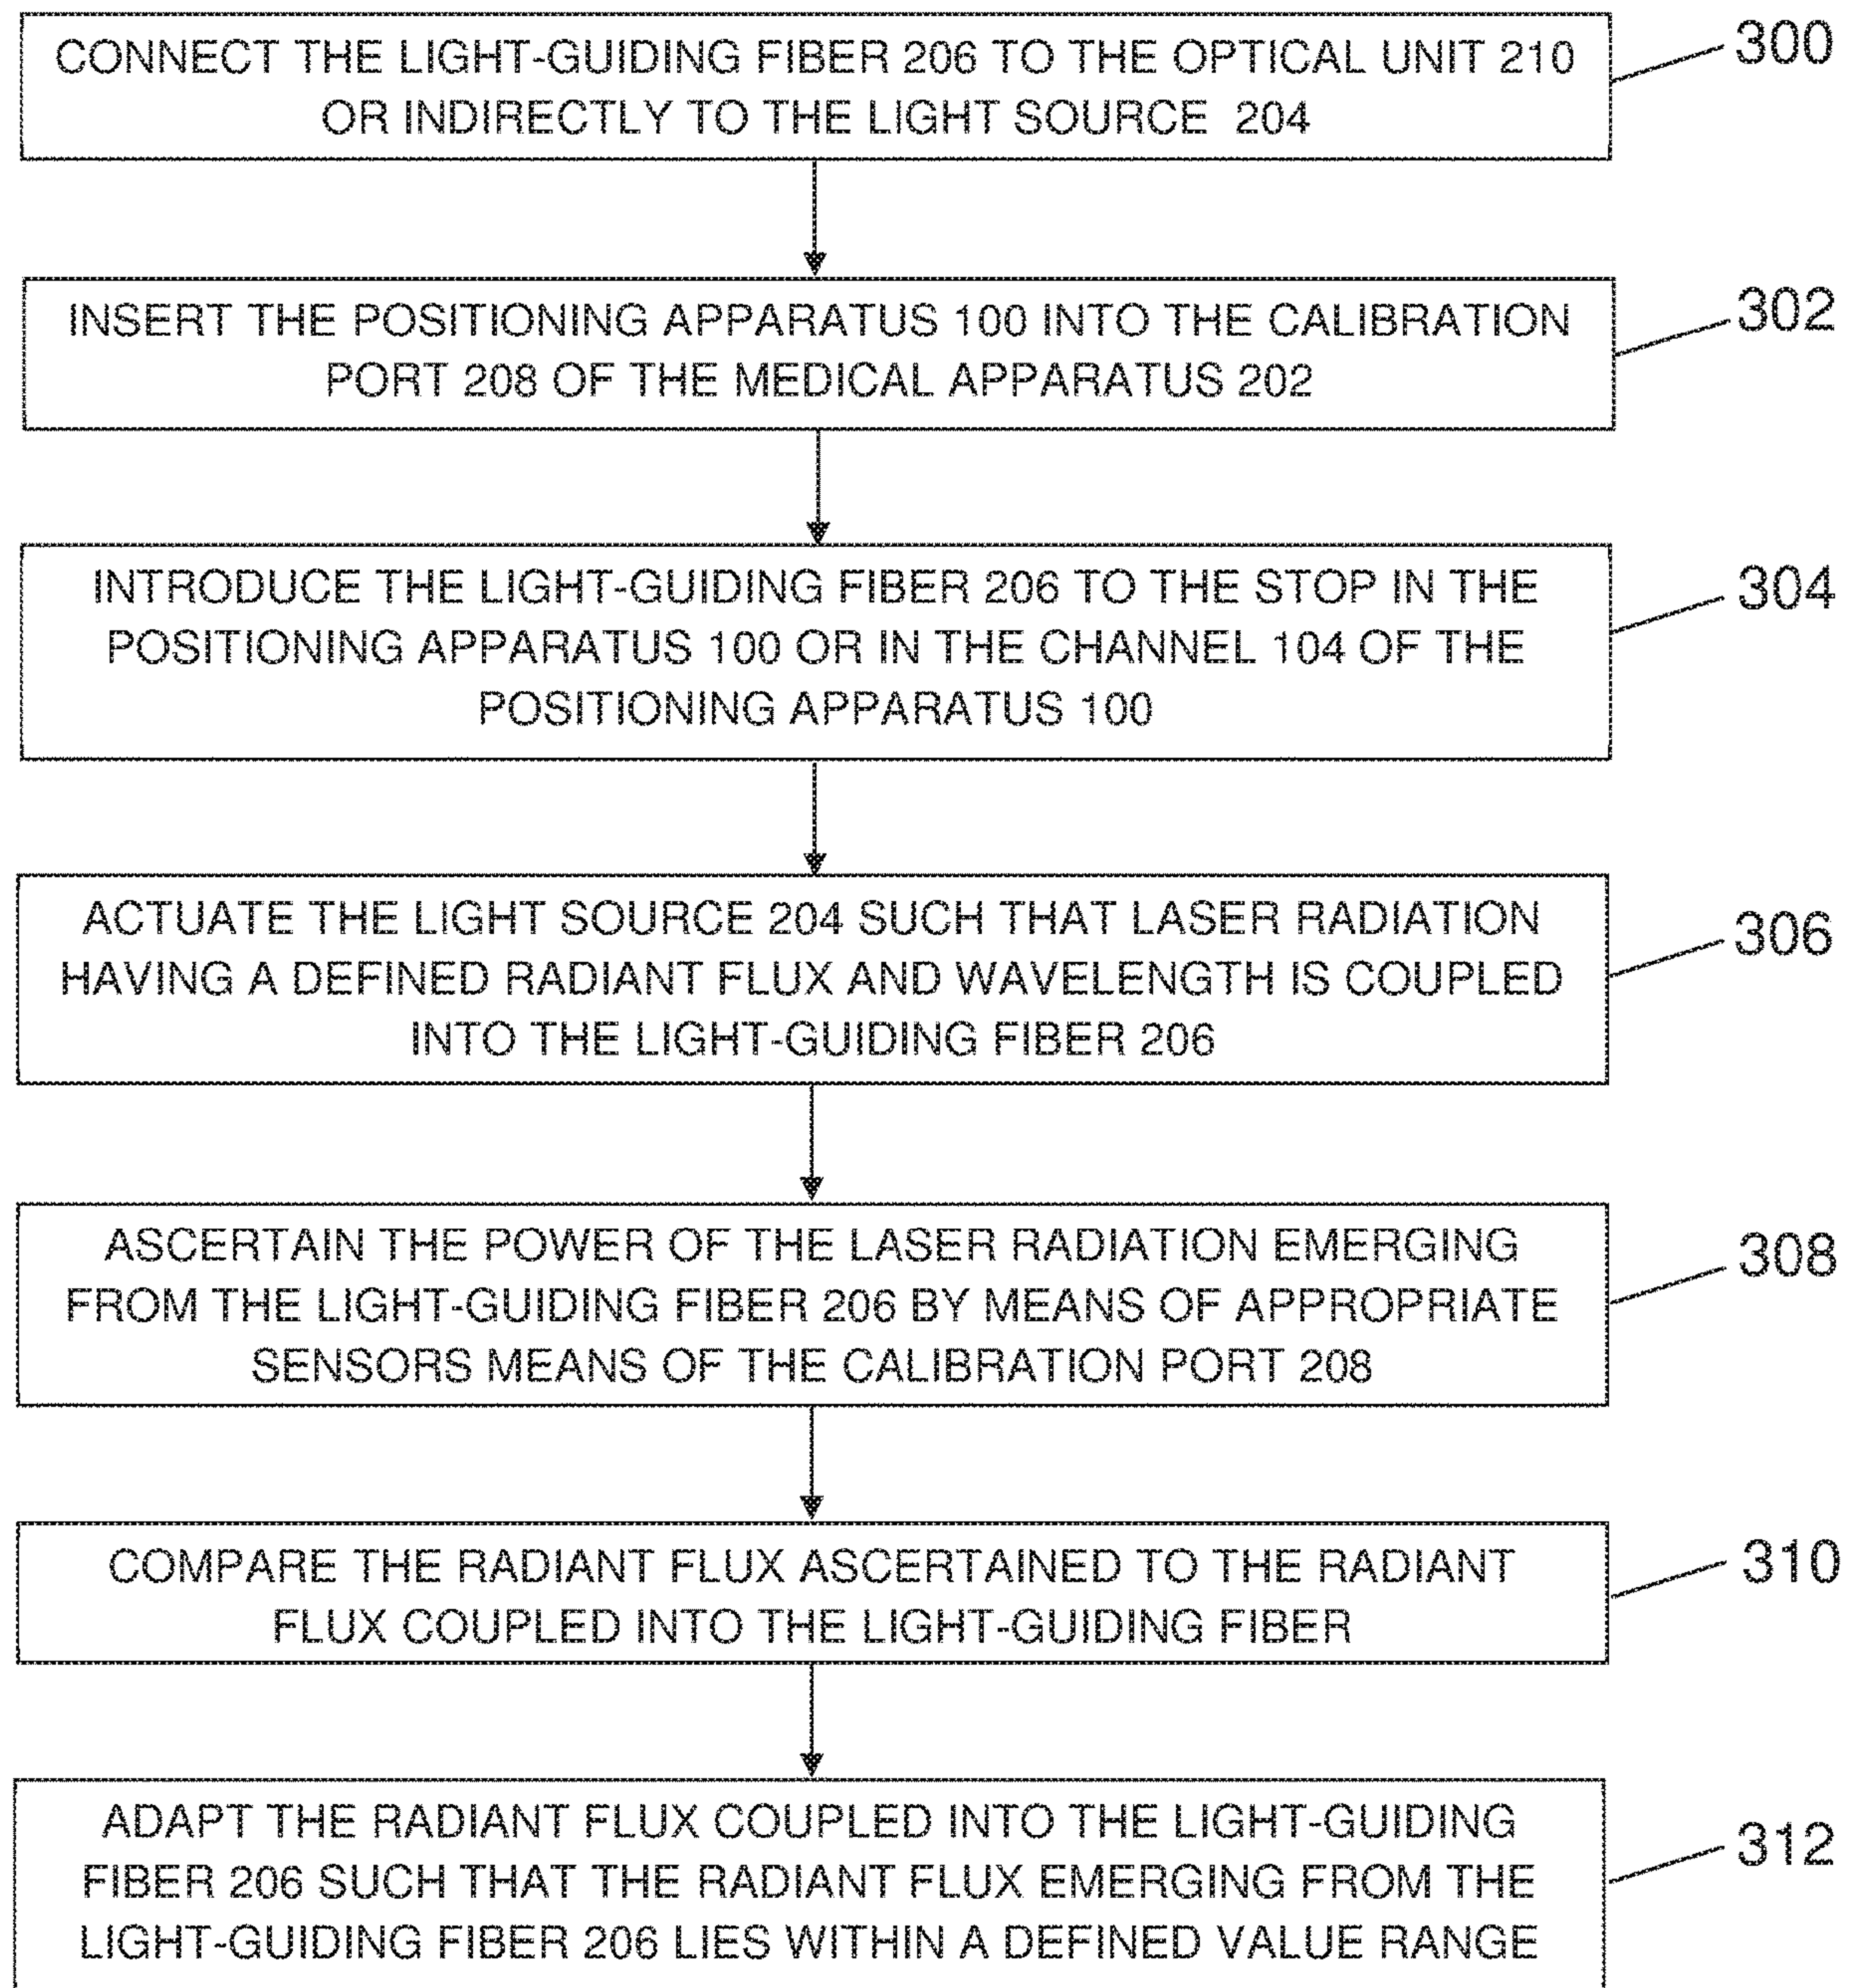 CONNECT THE LIGHT-GUIDING FIBER 206 TO THE OPTICAL UNIT 210
OR INDIRECTLY TO THE LIGHT SOURCE 204
300
INSERT THE POSITIONING APPARATUS 100 INTO THE CALIBRATION
PORT 208 OF THE MEDICAL APPARATUS 202
302
INTRODUCE THE LIGHT-GUIDING FIBER 206 TO THE STOP IN THE
POSITIONING APPARATUS 100 OR IN THE CHANNEL 104 OF THE
POSITIONING APPARATUS 100
304
ACTUATE THE LIGHT SOURCE 204 SUCH THAT LASER RADIATION
HAVING A DEFINED RADIANT FLUX AND WAVELENGTH IS COUPLED
INTO THE LIGHT-GUIDING FIBER 206
306
ASCERTAIN THE POWER OF THE LASER RADIATION EMERGING
FROM THE LIGHT-GUIDING FIBER 206 BY MEANS OF APPROPRIATE
SENSORS MEANS OF THE CALIBRATION PORT 208
308
COMPARE THE RADIANT FLUX ASCERTAINED TO THE RADIANT
FLUX COUPLED INTO THE LIGHT-GUIDING FIBER
310
ADAPT THE RADIANT FLUX COUPLED INTO THE LIGHT-GUIDING
FIBER 206 SUCH THAT THE RADIANT FLUX EMERGING FROM THE
LIGHT-GUIDING FIBER 206 LIES WITHIN A DEFINED VALUE RANGE
312